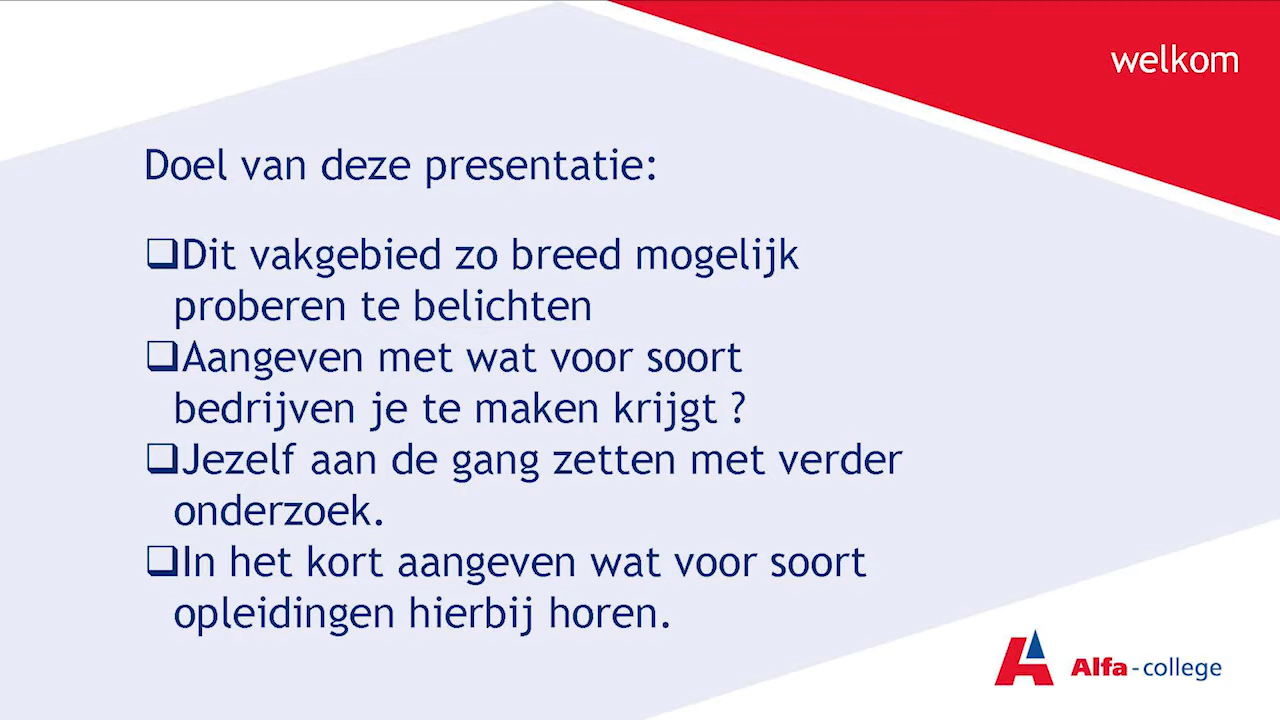 welkom
Doel van deze presentatie:
❑Dit vakgebied zo breed mogelijk
proberen te belichten
❑Aangeven met wat voor soort
bedrijven je te maken krijgt ?
❑Jezelf aan de gang zetten met verder
onderzoek.
❑In het kort aangeven wat voor soort
opleidingen hierbij horen.
Alfa-college